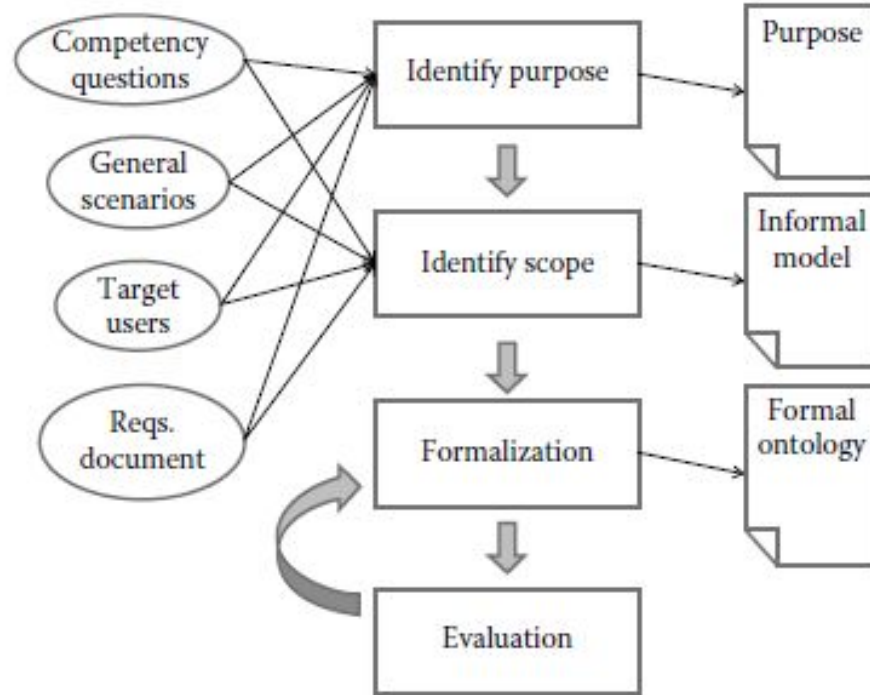 Competency
questions
Identify purpose
Purpose
General
scenarios
Identify scope
Informal
model
Target
users
Reqs.
document
Formalization
Formal
ontology
Evaluation